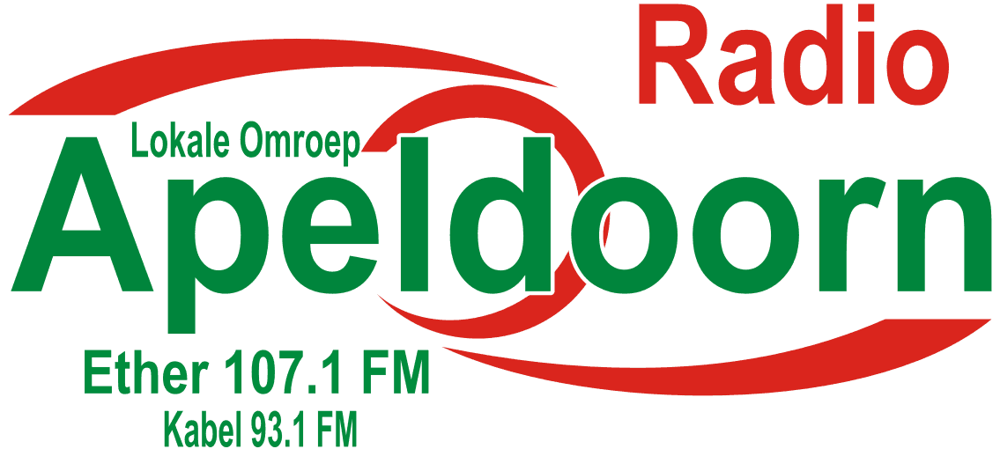 Radio
Lokale Omroep
Apeldoorn
Ether 107.1 FM
Kabel 93.1 FM